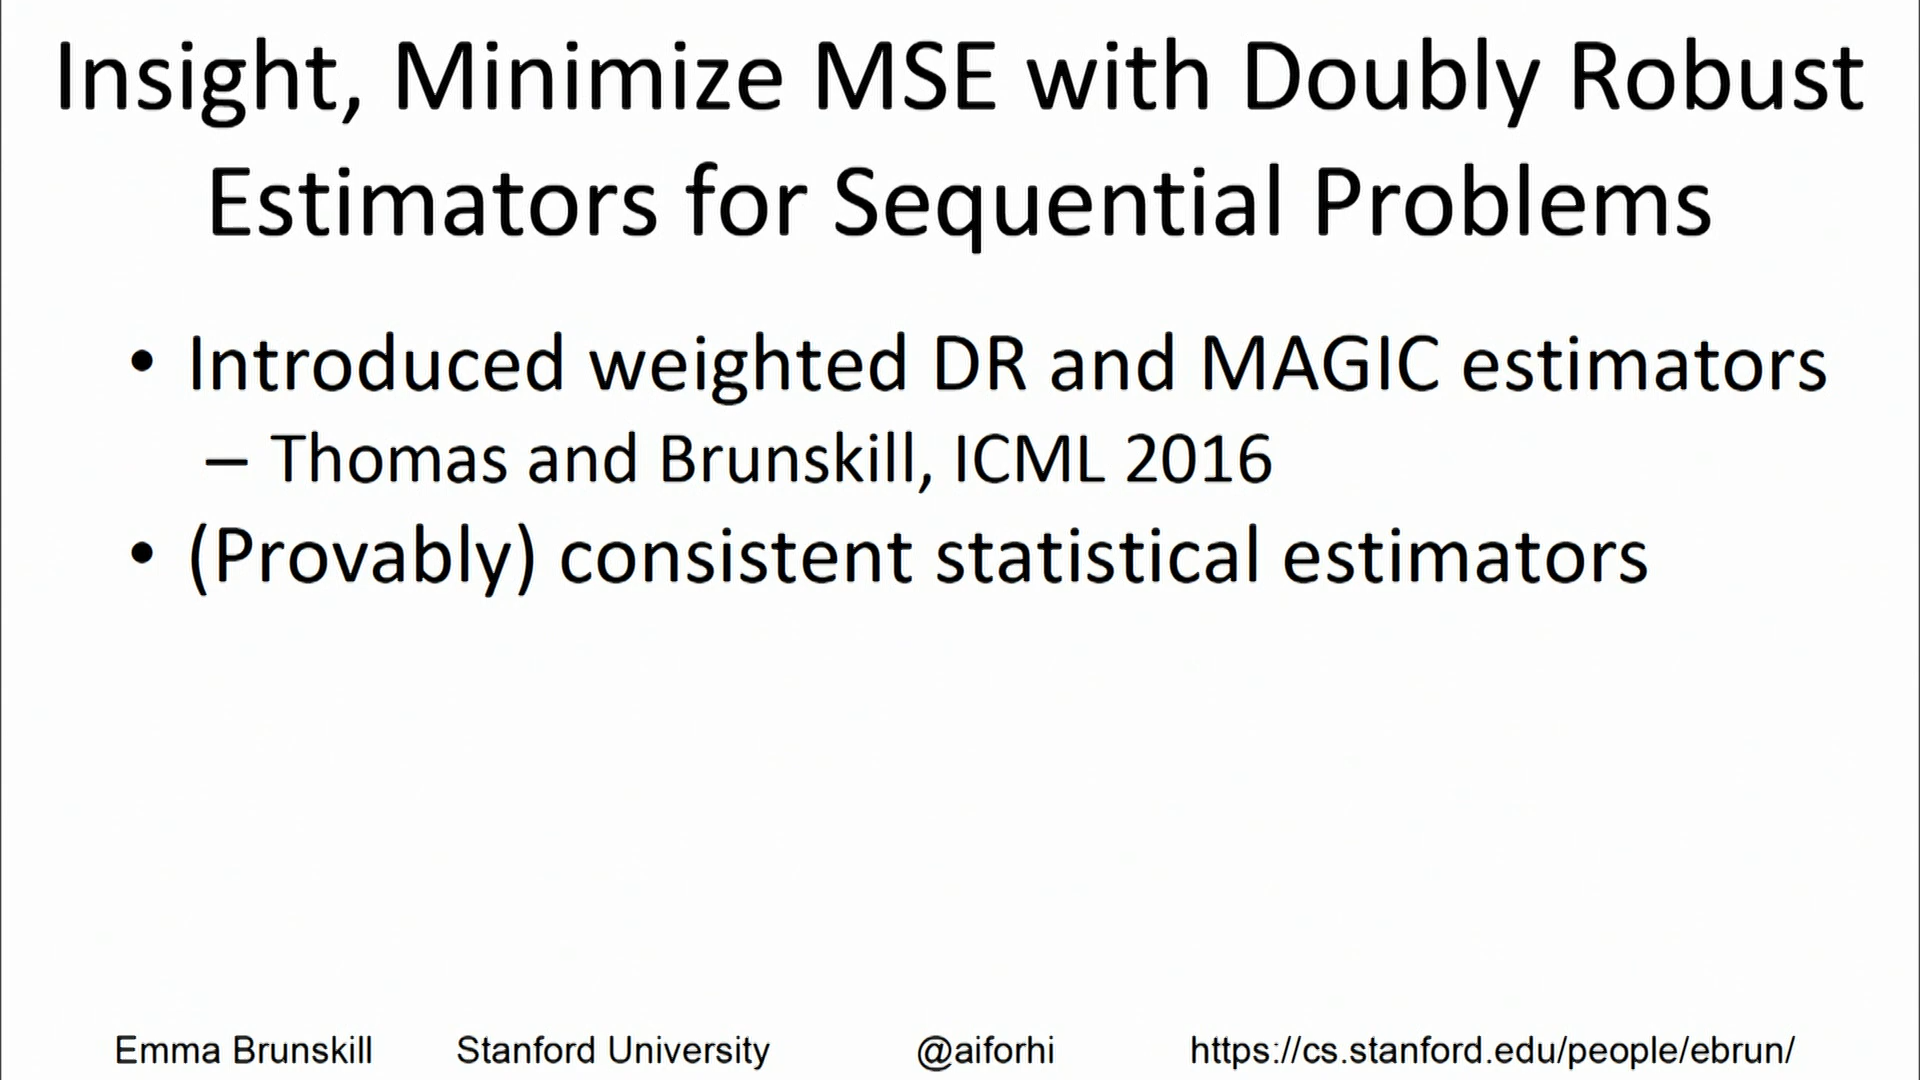 Insight, Minimize MSE with Doubly Robust
Estimators for Sequential Problems
• Introduced weighted DR and MAGIC estimators
– Thomas and Brunskill, ICML 2016
• (Provably) consistent statistical estimators
Emma Brunskill Stanford University @aiforhi https://cs.stanford.edu/people/ebrun/